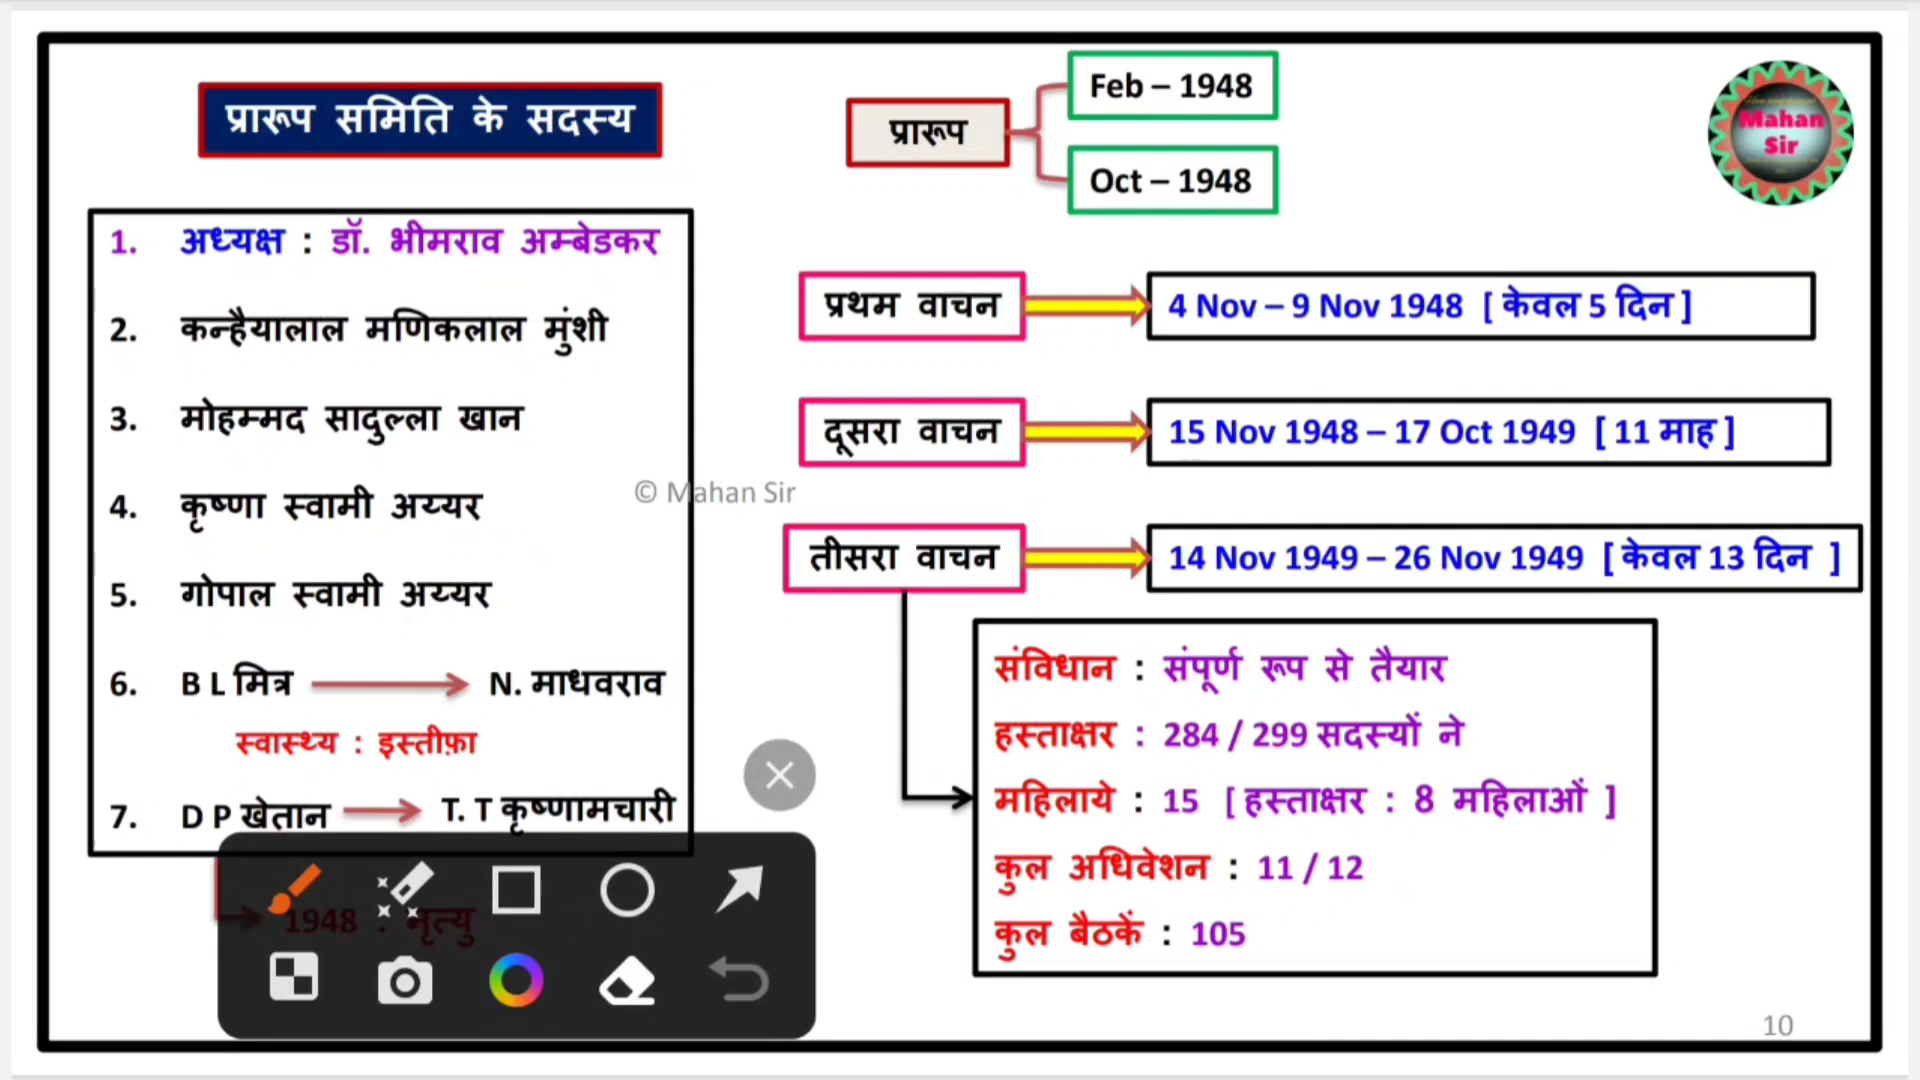 प्रारूप समिति के सदस्य
1. अध्यक्ष : डॉ. भीमराव अम्बेडकर
2. कन्हैयालाल मणिकलाल मुंशी
3. मोहम्मद सादुल्ला खान
4. कृष्णा स्वामी अय्यर
5. गोपाल स्वामी अय्यर
6. B L मित्र N. माधवराव
स्वास्थ्य : इस्तीफ़ा
7. D P खेतान T. T कृष्णामचारी
1948 : मृत्यु
प्रारूप
Feb – 1948
Oct – 1948
Mahan
Sir
प्रथम वाचन
4 Nov – 9 Nov 1948 [ केवल 5 दिन ]
दूसरा वाचन
15 Nov 1948 – 17 Oct 1949 [ 11 माह ]
© Mahan Sir
तीसरा वाचन
14 Nov 1949 – 26 Nov 1949 [ केवल 13 दिन ]
संविधान : संपूर्ण रूप से तैयार
हस्ताक्षर : 284 / 299 सदस्यों ने
महिलाये : 15 [ हस्ताक्षर : 8 महिलाओं ]
कुल अधिवेशन : 11 / 12
कुल बैठकें : 105
10